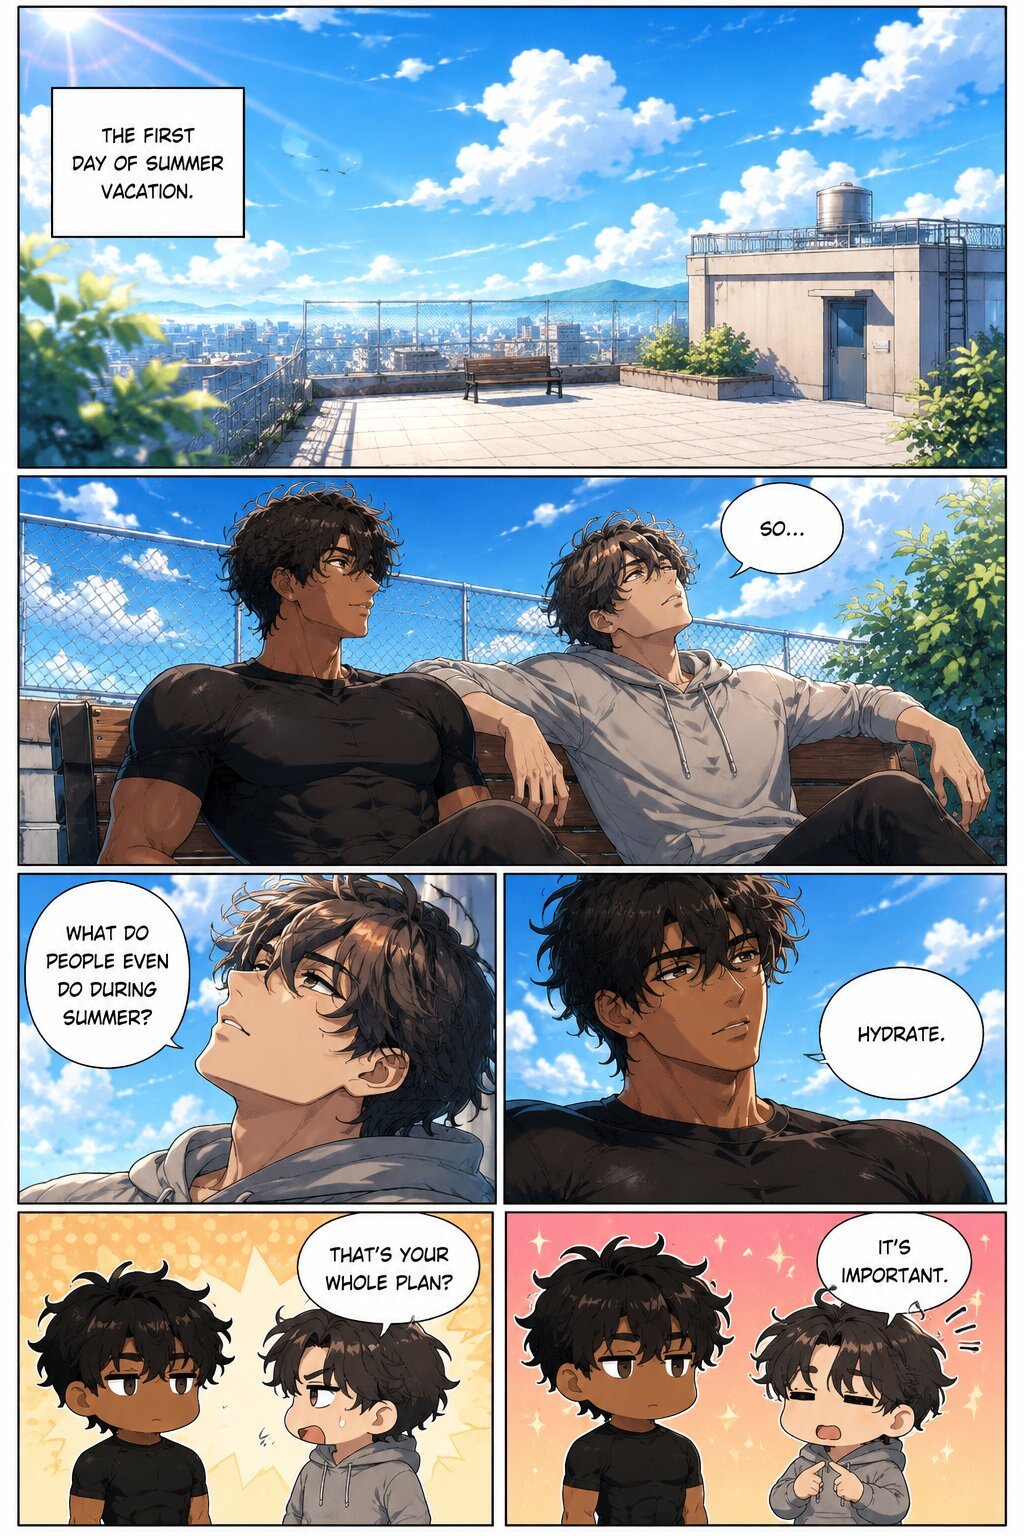 THE FIRST
DAY OF SUMMER
VACATION.
SO...
WHAT DO
PEOPLE EVEN
DO DURING
SUMMER?
HYDRATE.
THAT'S YOUR
WHOLE PLAN?
IT'S
IMPORTANT.